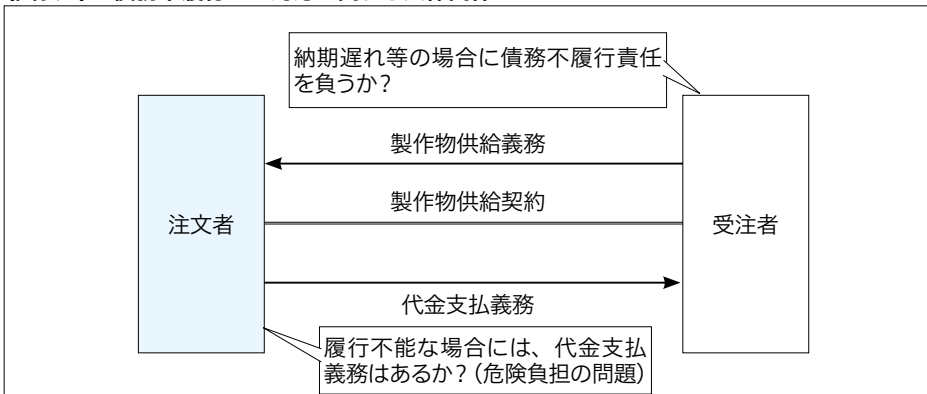 納期遅れ等の場合に債務不履行責任
を負うか？
製作物供給義務
製作物供給契約
注文者
受注者
代金支払義務
履行不能な場合には、代金支払
義務はあるか？（危険負担の問題）